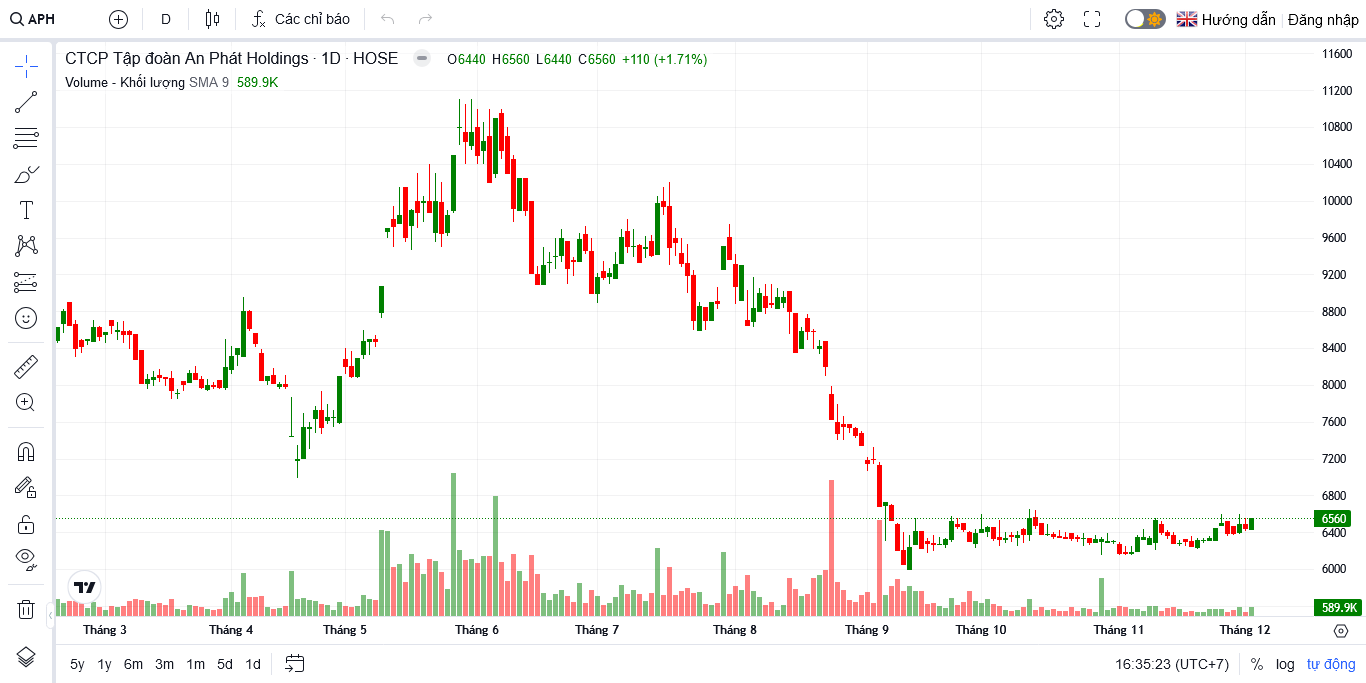 APH D Các chỉ báo Hướng dẫn Đăng nhập
CTCP Tập đoàn An Phát Holdings · 1D · HOSE O6440 H6560 L6440 C6560 +110 (+1.71%)
Volume - Khối lượng SMA 9 589.9K
11600
11200
10800
10400
10000
9600
9200
8800
8400
8000
7600
7200
6800
6560
6400
6000
589.9K
Tháng 3 Tháng 4 Tháng 5 Tháng 6 Tháng 7 Tháng 8 Tháng 9 Tháng 10 Tháng 11 Tháng 12
5y 1y 6m 3m 1m 5d 1d 16:35:23 (UTC+7) % log tự động